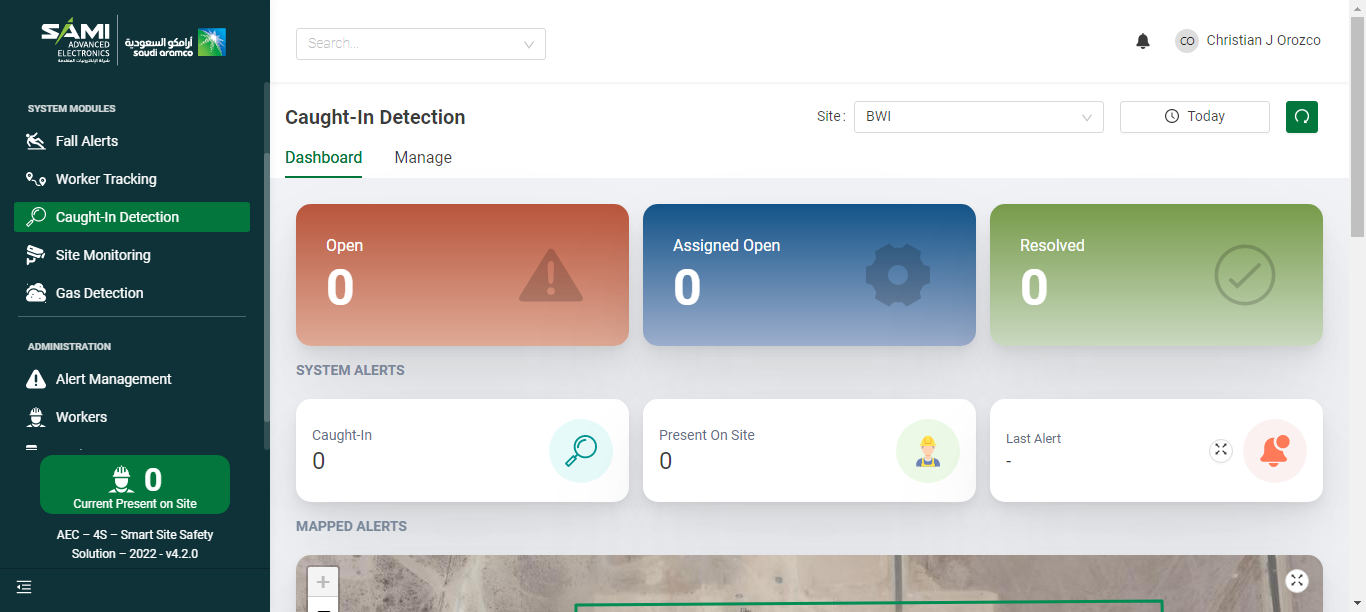 SAMI
ADVANCED
ELECTRONICS
شركة الإلكترونيات المتقدمة
أرامكو السعودية
saudi aramco
Search...
CO
Christian J Orozco
SYSTEM MODULES
Fall Alerts
Worker Tracking
Caught-In Detection
Site Monitoring
Gas Detection
ADMINISTRATION
Alert Management
Workers
0
Current Present on Site
AEC – 4S – Smart Site Safety
Solution – 2022 - v4.2.0
Caught-In Detection
Site :
BWI
Today
Dashboard
Manage
Open
0
Assigned Open
0
Resolved
0
SYSTEM ALERTS
Caught-In
0
Present On Site
0
Last Alert
-
MAPPED ALERTS
+